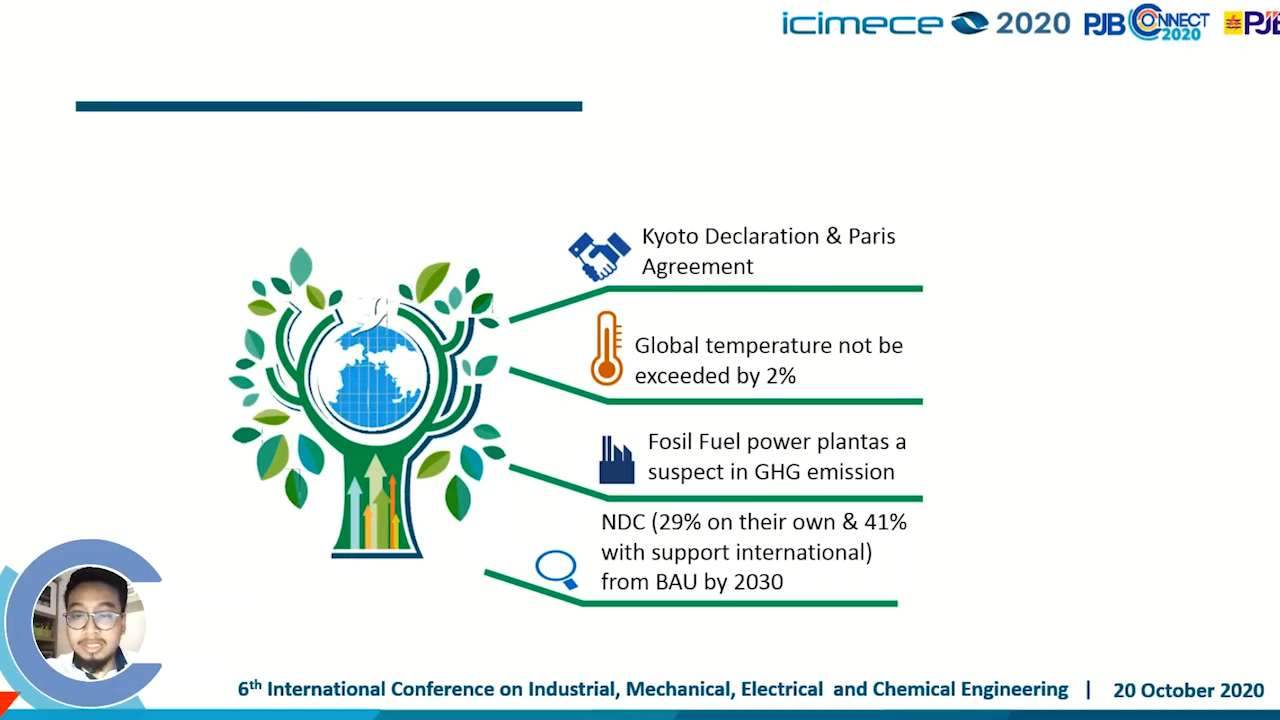 icimece 2020 PJB CONNECT 2020 PJB
Kyoto Declaration & Paris
Agreement
Global temperature not be
exceeded by 2%
Fosil Fuel power plantas a
suspect in GHG emission
NDC (29% on their own & 41%
with support international)
from BAU by 2030
6th International Conference on Industrial, Mechanical, Electrical and Chemical Engineering | 20 October 2020